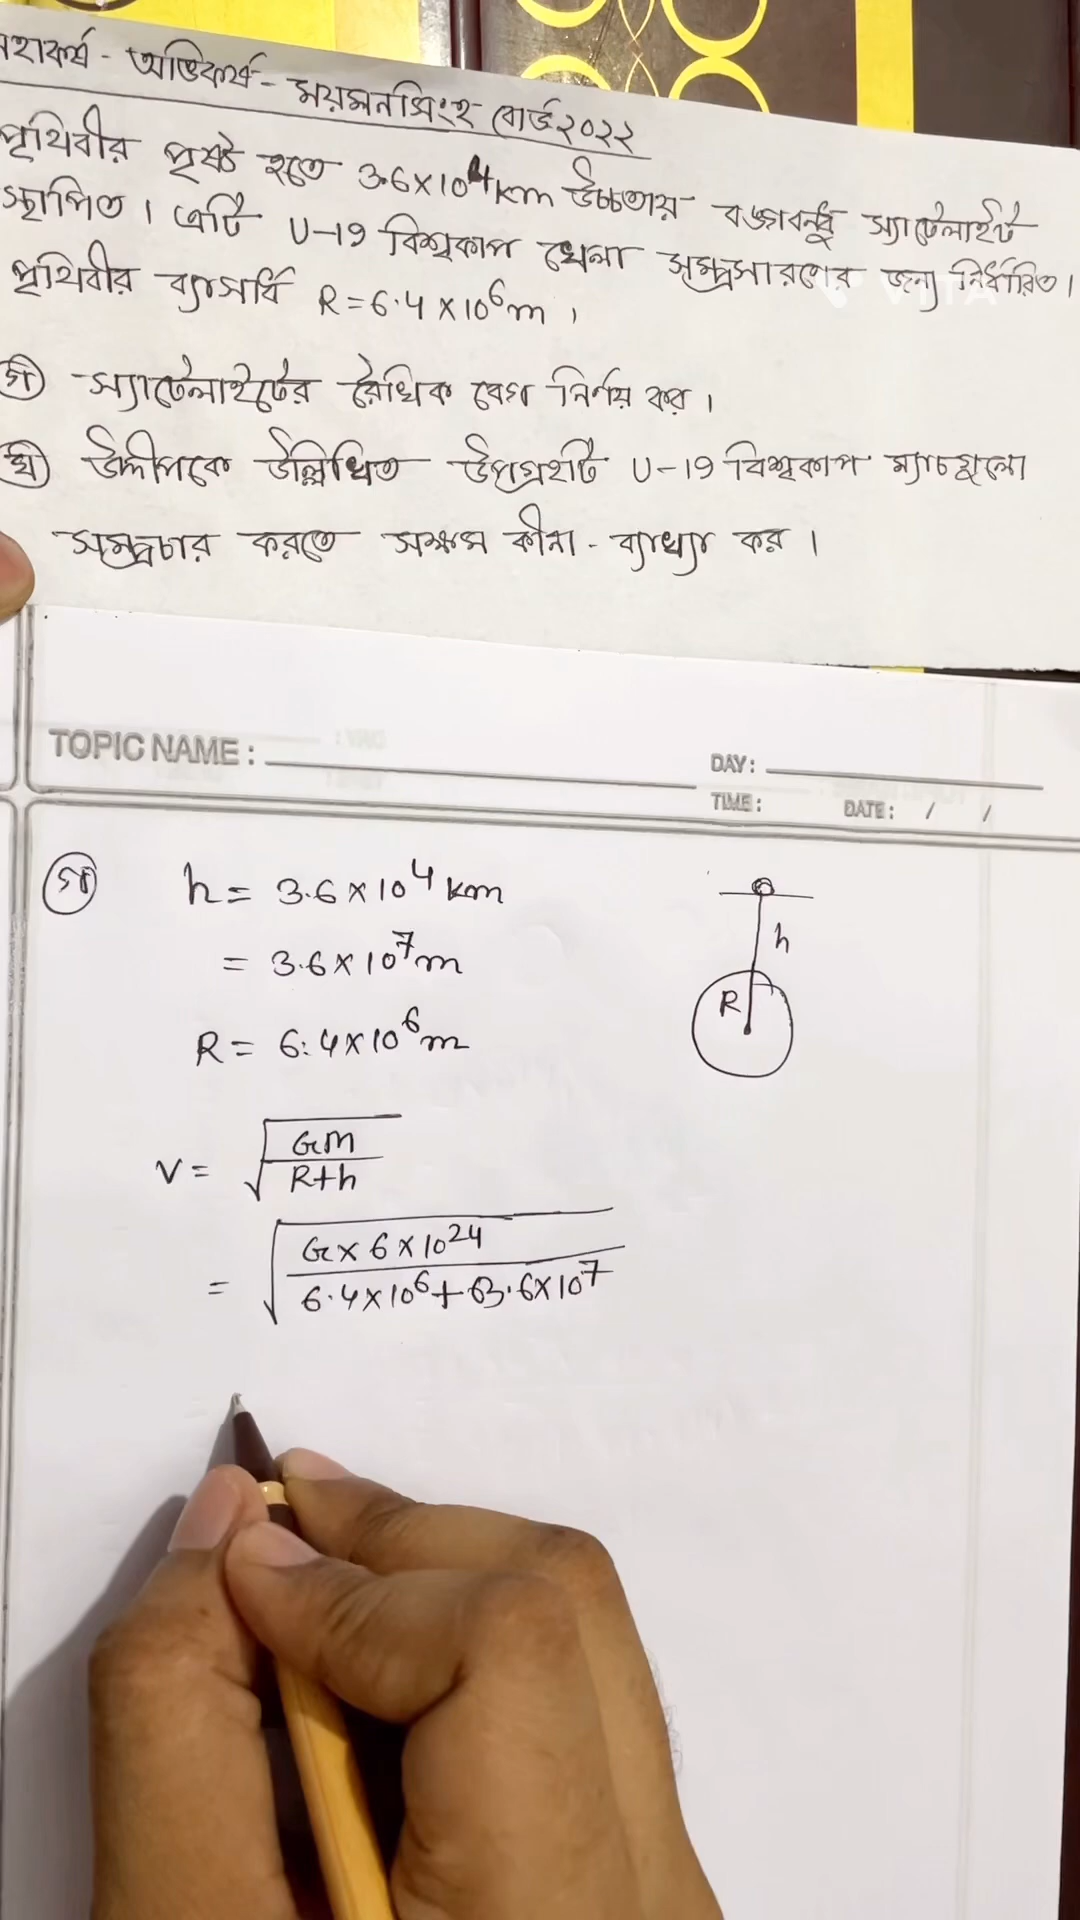 মহাকর্ষ - অভিকর্ষ - ময়মনসিংহ বোর্ড ২০২২
পৃথিবীর পৃষ্ঠ হতে 3.6×10⁴ km উচ্চতায় বঙ্গবন্ধু স্যাটেলাইট
স্থাপিত । এটি U-19 বিশ্বকাপ খেলা সম্প্রসারণের জন্য নির্ধারিত ।
পৃথিবীর ব্যাসার্ধ R = 6.4 × 10⁶ m ,
গ স্যাটেলাইটের রৈখিক বেগ নির্ণয় কর ।
ঘ উদ্দীপকে উল্লিখিত উপগ্রহটি U-19 বিশ্বকাপ ম্যাচগুলো
সম্প্রচার করতে সক্ষম কীনা - ব্যাখ্যা কর ।
VITA
TOPIC NAME :
DAY :
TIME : DATE : / /
গ h = 3.6 × 10⁴ km
= 3.6 × 10⁷ m
R = 6.4 × 10⁶ m
h
R
V = √(GM / R+h)
= √(G × 6 × 10²⁴ / 6.4 × 10⁶ + 3.6 × 10⁷)